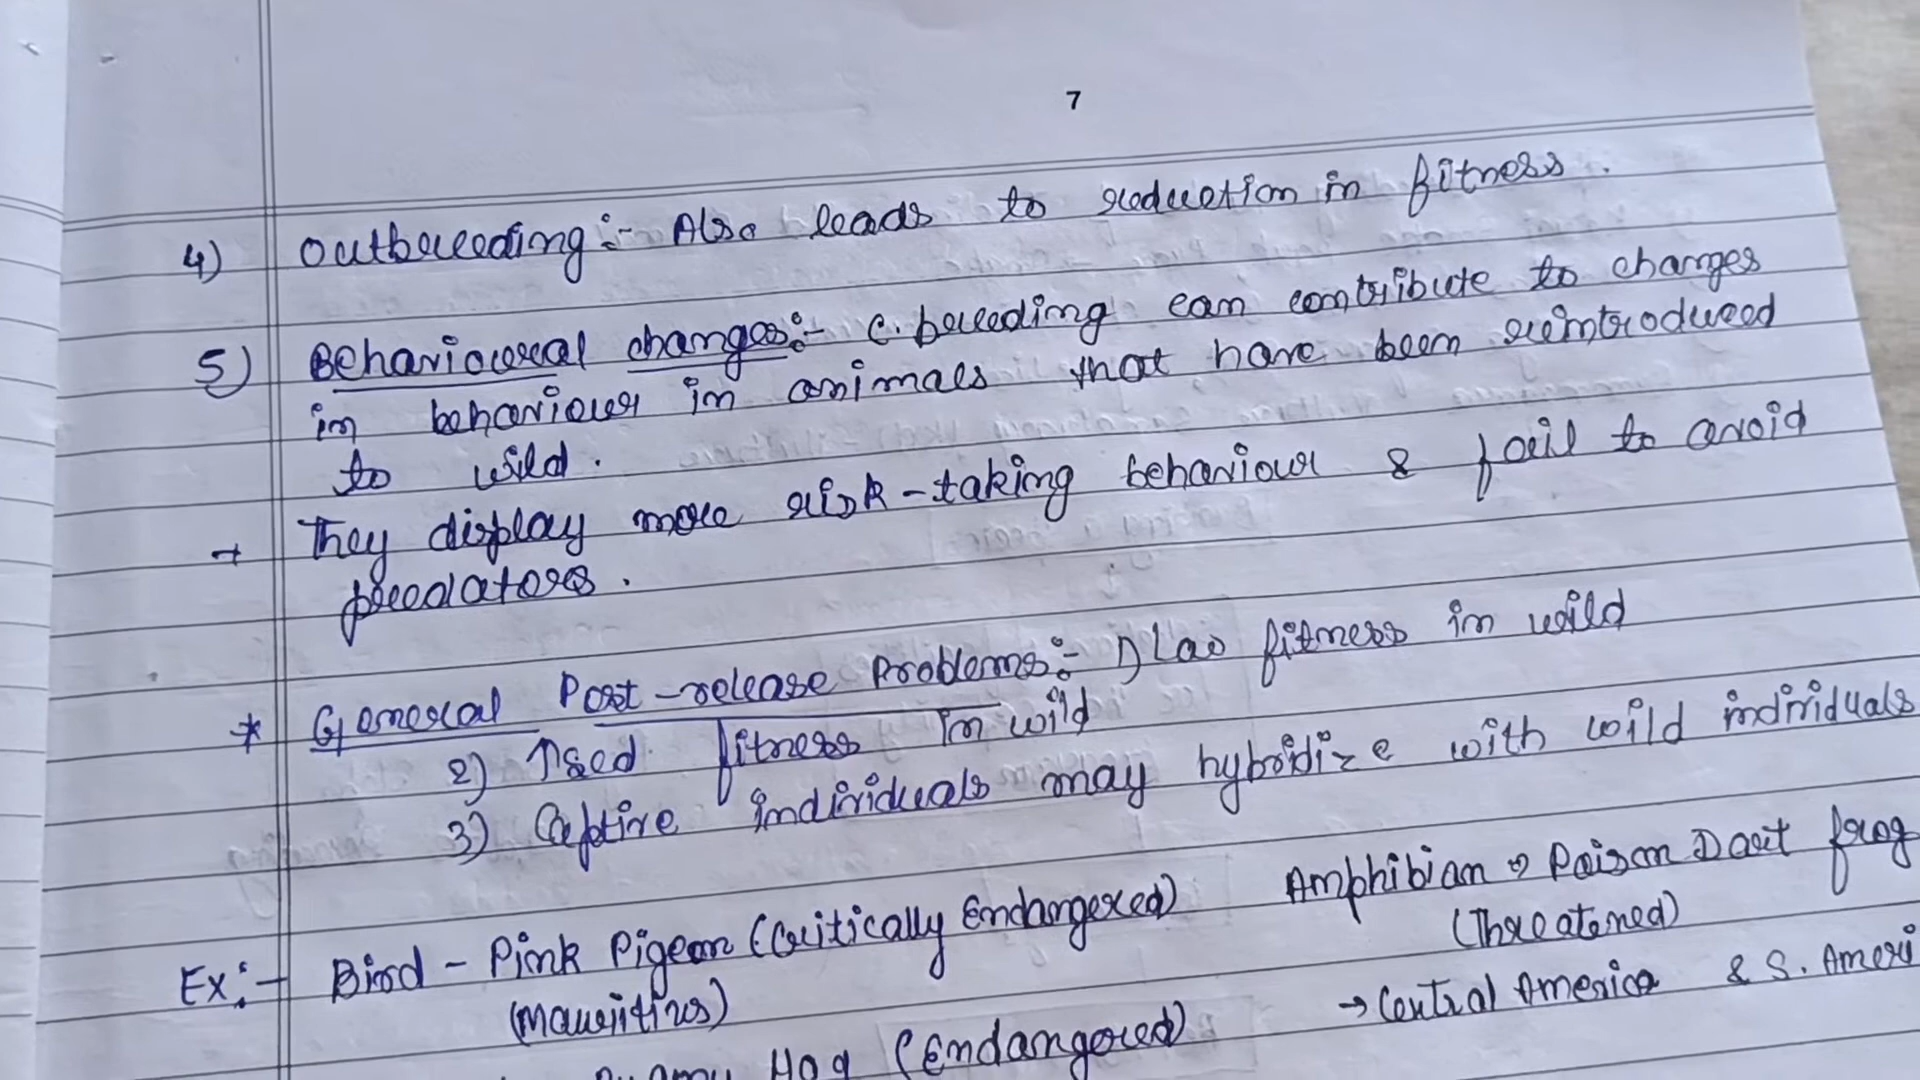 7
4) Outbreeding :- Also leads to reduction in fitness.
5) Behavioural changes:- C. breeding can contribute to changes
in behaviour in animals that have been reintroduced
to wild.
→ They display more risk-taking behaviour & fail to avoid
predators.
* General Post-release Problems:- 1) Low fitness in wild
2) ↑sed fitness in wild
3) Captive individuals may hybridize with wild individuals
Ex:- Bird - Pink Pigeon (Critically Endangered) Amphibian → Poison Dart frog
(Mauritius) (Threatened)
Hog (Endangered) → Central America & S. Ameri